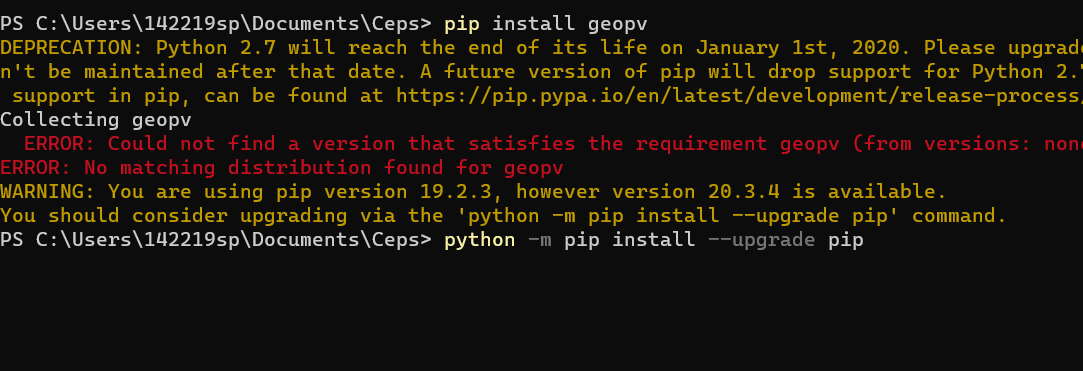 PS C:\Users\142219sp\Documents\Ceps> pip install geopv
DEPRECATION: Python 2.7 will reach the end of its life on January 1st, 2020. Please upgrade
n't be maintained after that date. A future version of pip will drop support for Python 2.7
support in pip, can be found at https://pip.pypa.io/en/latest/development/release-process/
Collecting geopv
ERROR: Could not find a version that satisfies the requirement geopv (from versions: none
ERROR: No matching distribution found for geopv
WARNING: You are using pip version 19.2.3, however version 20.3.4 is available.
You should consider upgrading via the 'python -m pip install --upgrade pip' command.
PS C:\Users\142219sp\Documents\Ceps> python -m pip install --upgrade pip